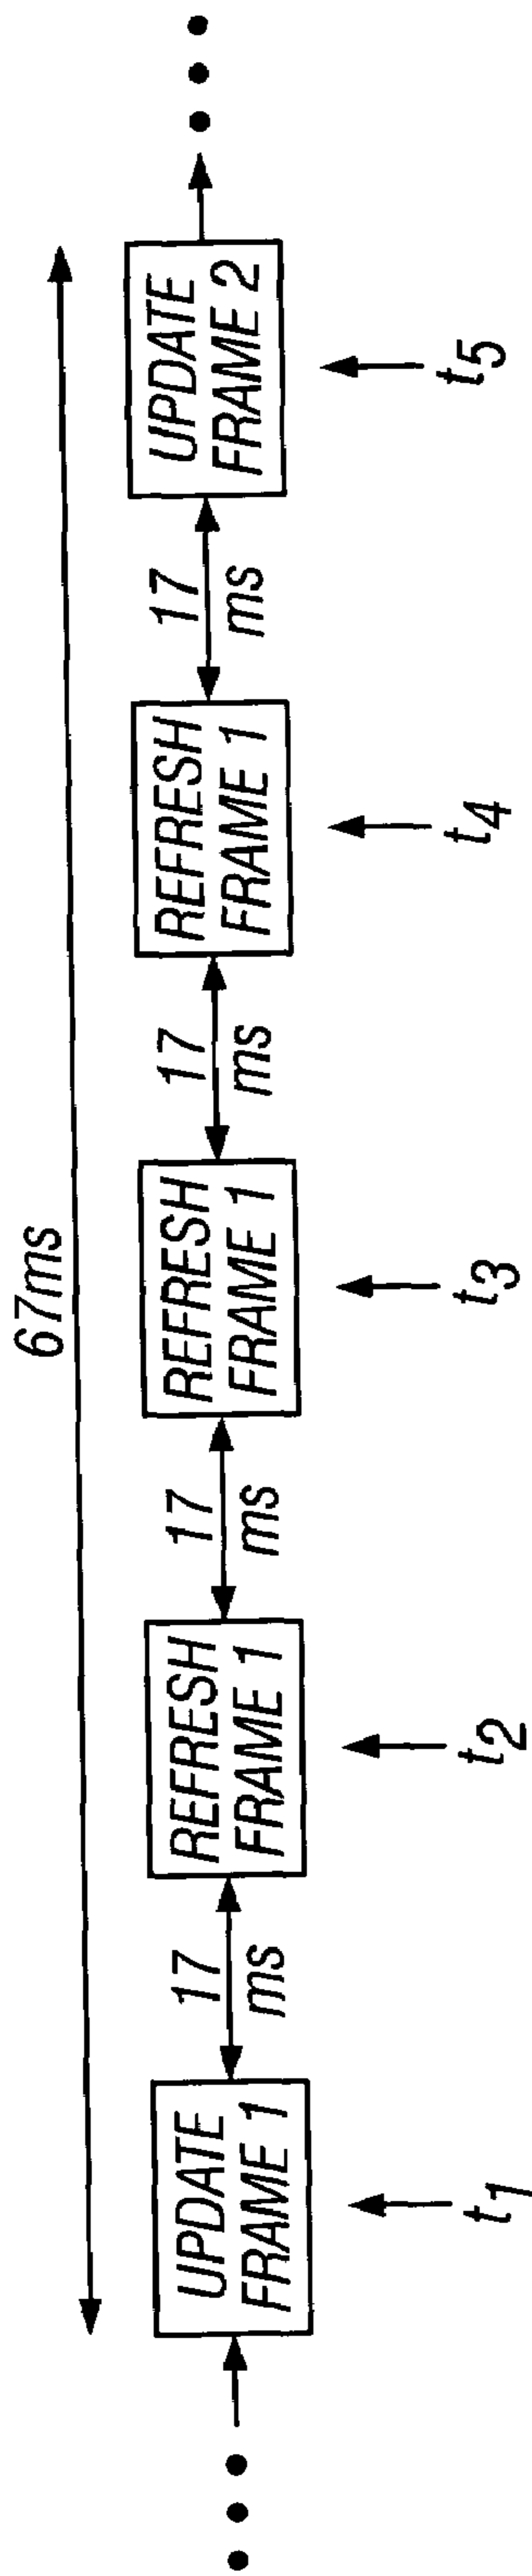 67ms
UPDATE
FRAME 1
17
ms
REFRESH
FRAME 1
17
ms
REFRESH
FRAME 1
17
ms
REFRESH
FRAME 1
17
ms
UPDATE
FRAME 2
t1
t2
t3
t4
t5